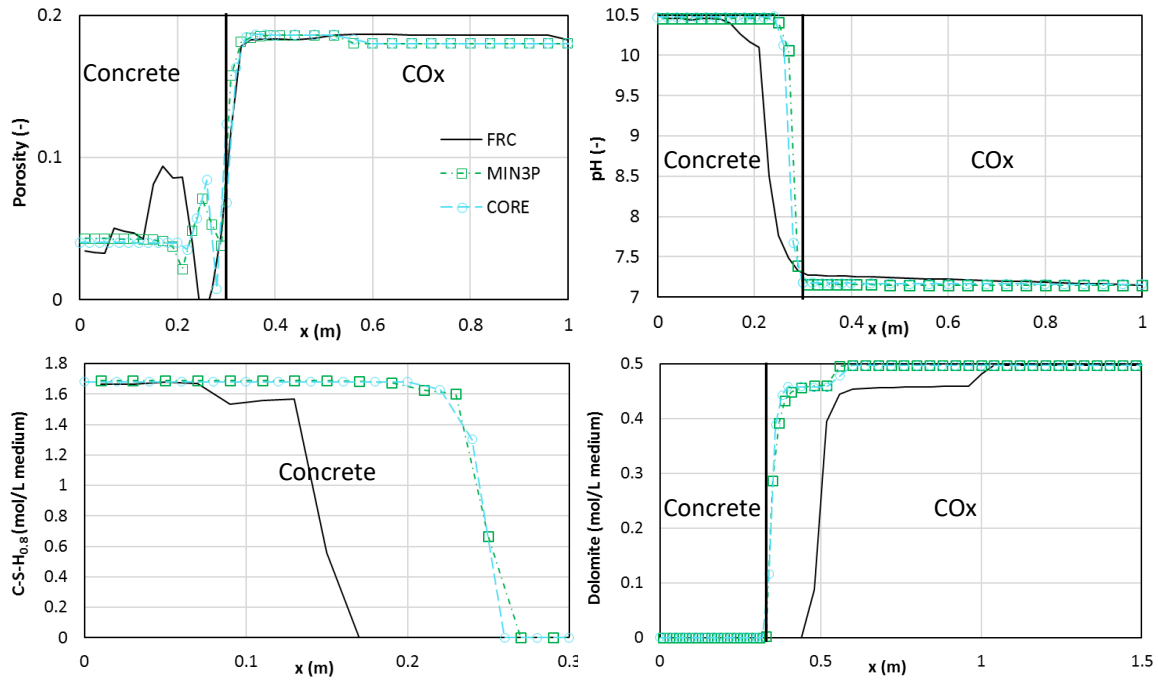 0.2
0.1
0
Porosity (-)
Concrete
COx
FRC
MIN3P
CORE
0 0.2 0.4 0.6 0.8 1
x (m)
10.5
10
9.5
9
8.5
8
7.5
7
pH (-)
Concrete
COx
0 0.2 0.4 0.6 0.8 1
x (m)
1.8
1.6
1.4
1.2
1
0.8
0.6
0.4
0.2
0
C-S-H0.8 (mol/L medium)
Concrete
0 0.1 0.2 0.3
x (m)
0.5
0.4
0.3
0.2
0.1
0
Dolomite (mol/L medium)
Concrete
COx
0 0.5 1 1.5
x (m)